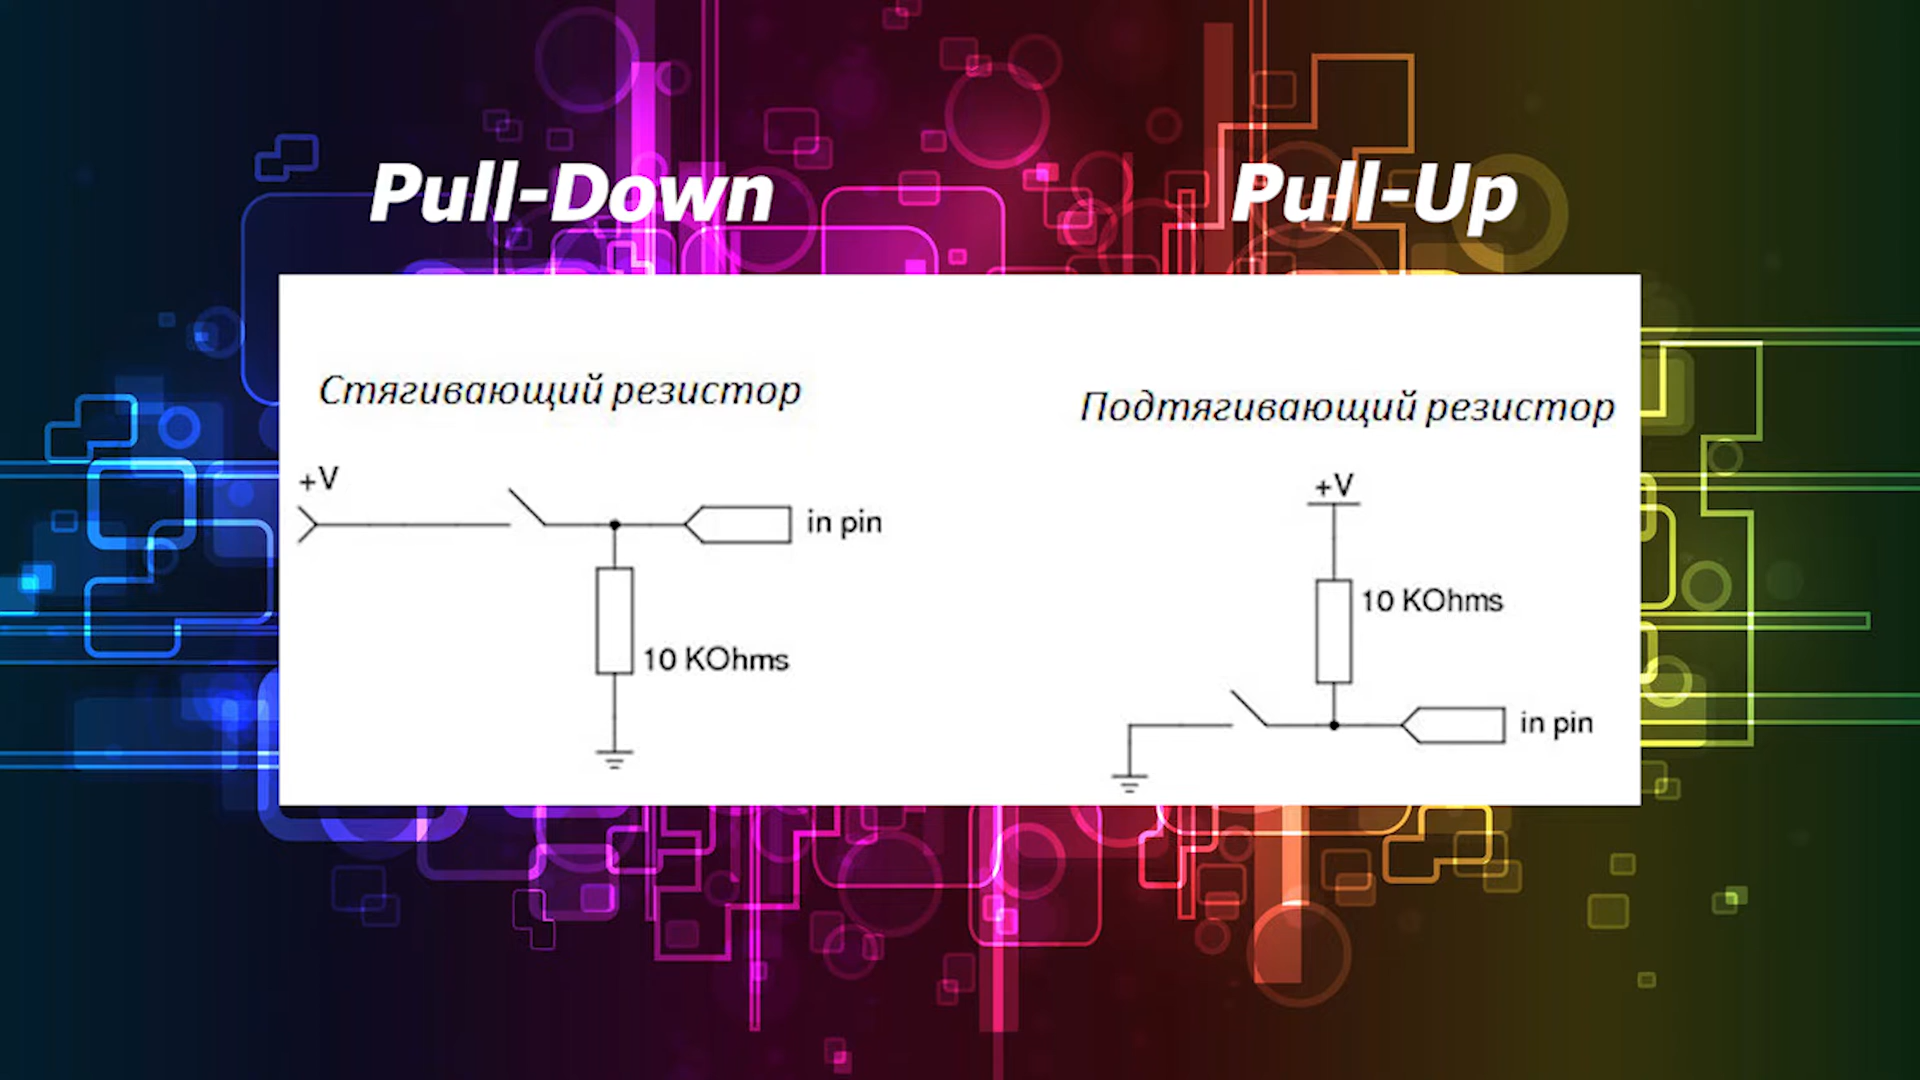 Pull-Down
Pull-Up
Стягивающий резистор
+V
in pin
10 KOhms
Подтягивающий резистор
+V
10 KOhms
in pin